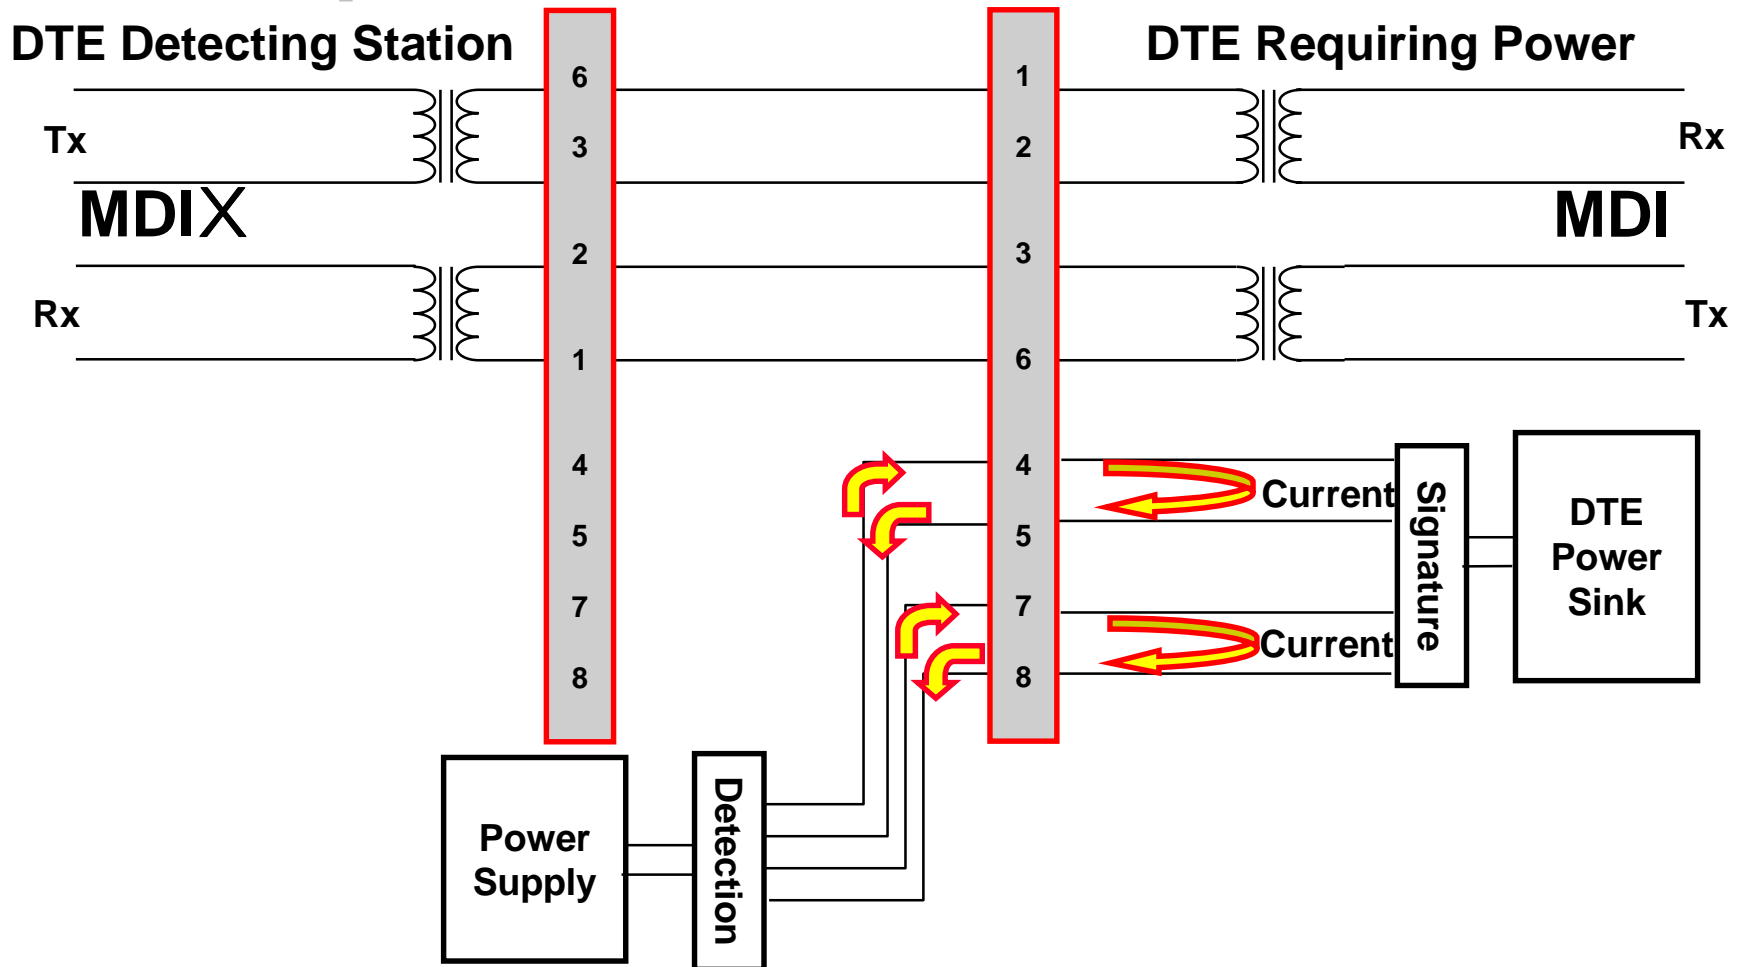 DTE Detecting Station
DTE Requiring Power
6
1
Tx
3
2
Rx
MDIX
MDI
2
3
Rx
Tx
1
6
4
4
Current
5
5
7
7
Current
8
8
Signature
DTE
Power
Sink
Power
Supply
Detection